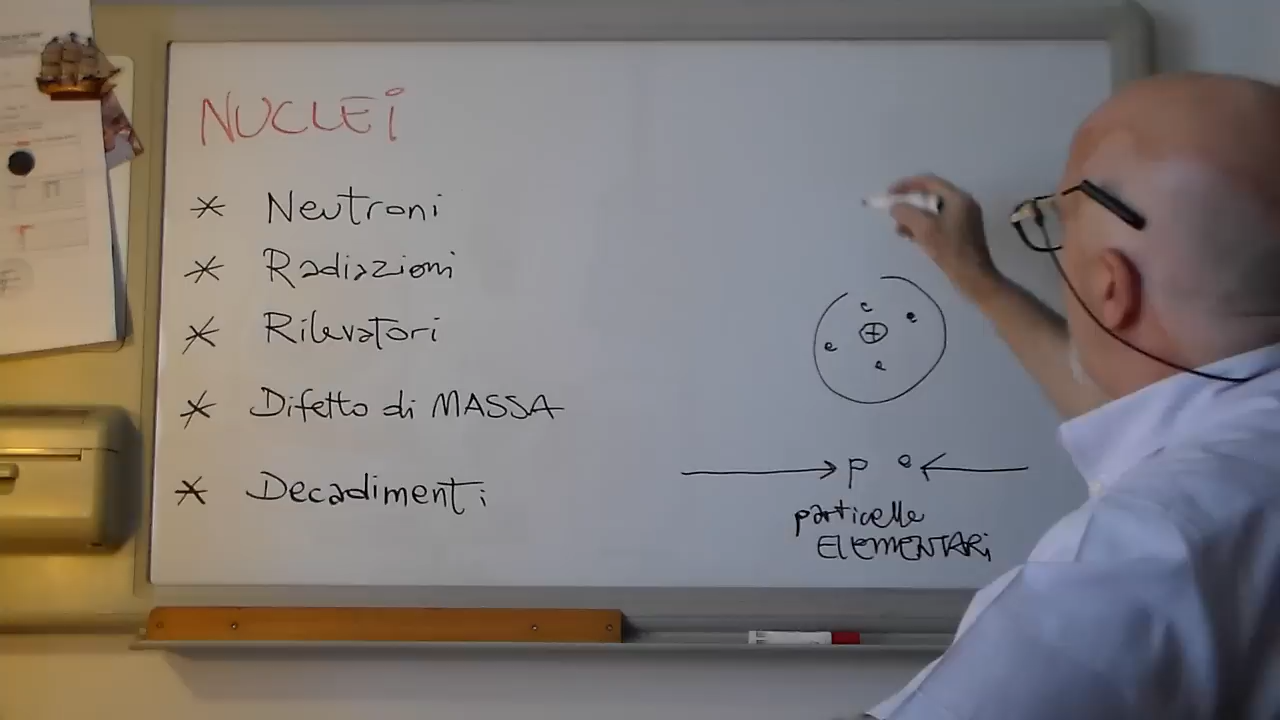 NUCLEI
* Neutroni
* Radiazioni
* Rilevatori
* Difetto di MASSA
* Decadimenti
e e
+
e
e
p e
particelle
ELEMENTARI